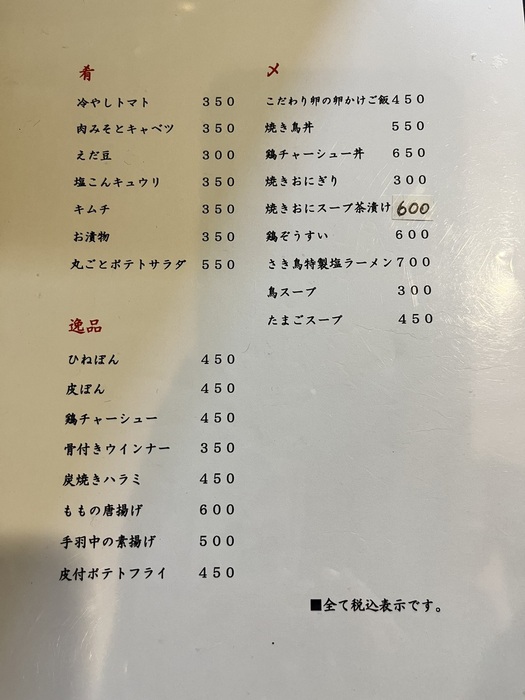 肴
冷やしトマト 350
肉みそとキャベツ 350
えだ豆 300
塩こんキュウリ 350
キムチ 350
お漬物 350
丸ごとポテトサラダ 550
逸品
ひねぽん 450
皮ぽん 450
鶏チャーシュー 450
骨付きウインナー 350
炭焼きハラミ 450
ももの唐揚げ 600
手羽中の素揚げ 500
皮付ポテトフライ 450
〆
こだわり卵の卵かけご飯 450
焼き鳥丼 550
鶏チャーシュー丼 650
焼きおにぎり 300
焼きおにスープ茶漬け 600
鶏ぞうすい 600
さき鳥特製塩ラーメン 700
鳥スープ 300
たまごスープ 450
■全て税込表示です。